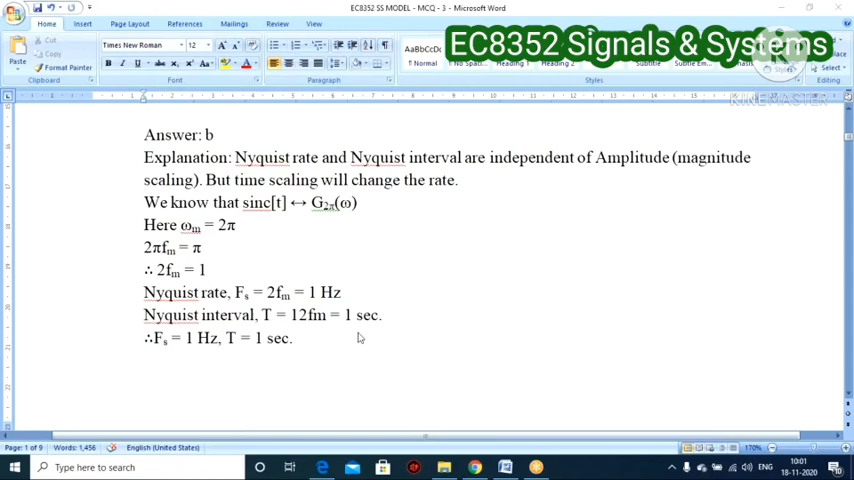 EC8352 SS MODEL - MCQ - 3 - Microsoft Word
Home Insert Page Layout References Mailings Review View
EC8352 Signals & Systems
Cut
Copy
Paste
Format Painter
Times New Roman 12
AaBbCcDc
¶ Normal
Heading 2
Select
Clipboard Font Paragraph Styles Editing
KINEMASTER
Answer: b
Explanation: Nyquist rate and Nyquist interval are independent of Amplitude (magnitude
scaling). But time scaling will change the rate.
We know that sinc[t] ↔ G₂π(ω)
Here ωₘ = 2π
2πfₘ = π
∴ 2fₘ = 1
Nyquist rate, Fₛ = 2fₘ = 1 Hz
Nyquist interval, T = 12fm = 1 sec.
∴Fₛ = 1 Hz, T = 1 sec.
Page: 1 of 9 Words: 1,456 English (United States) 170%
Type here to search
ENG
10:01
18-11-2020